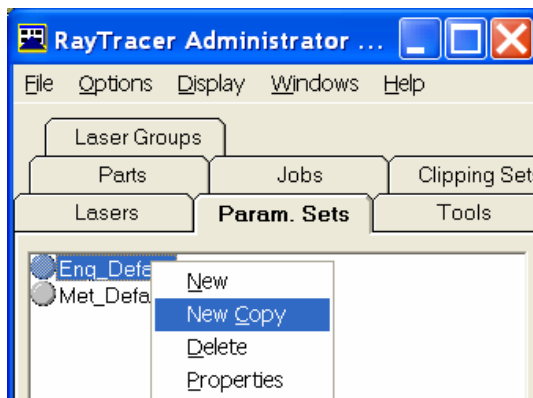 RayTracer Administrator ...
File Options Display Windows Help
Laser Groups
Parts Jobs Clipping Set
Lasers Param. Sets Tools
Eng_Defa
Met_Defa
New
New Copy
Delete
Properties